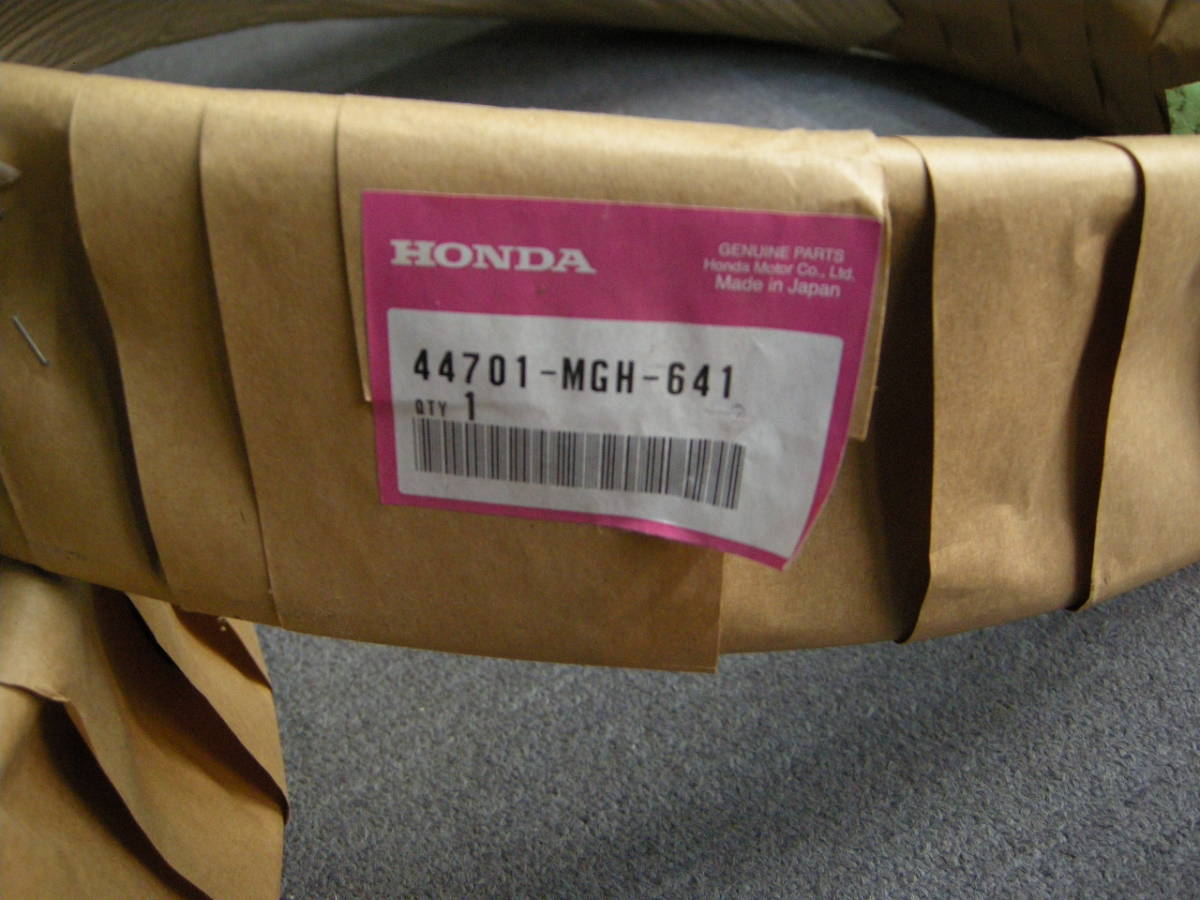 HONDA
GENUINE PARTS
Honda Motor Co., Ltd.
Made in Japan
44701-MGH-641
QTY 1